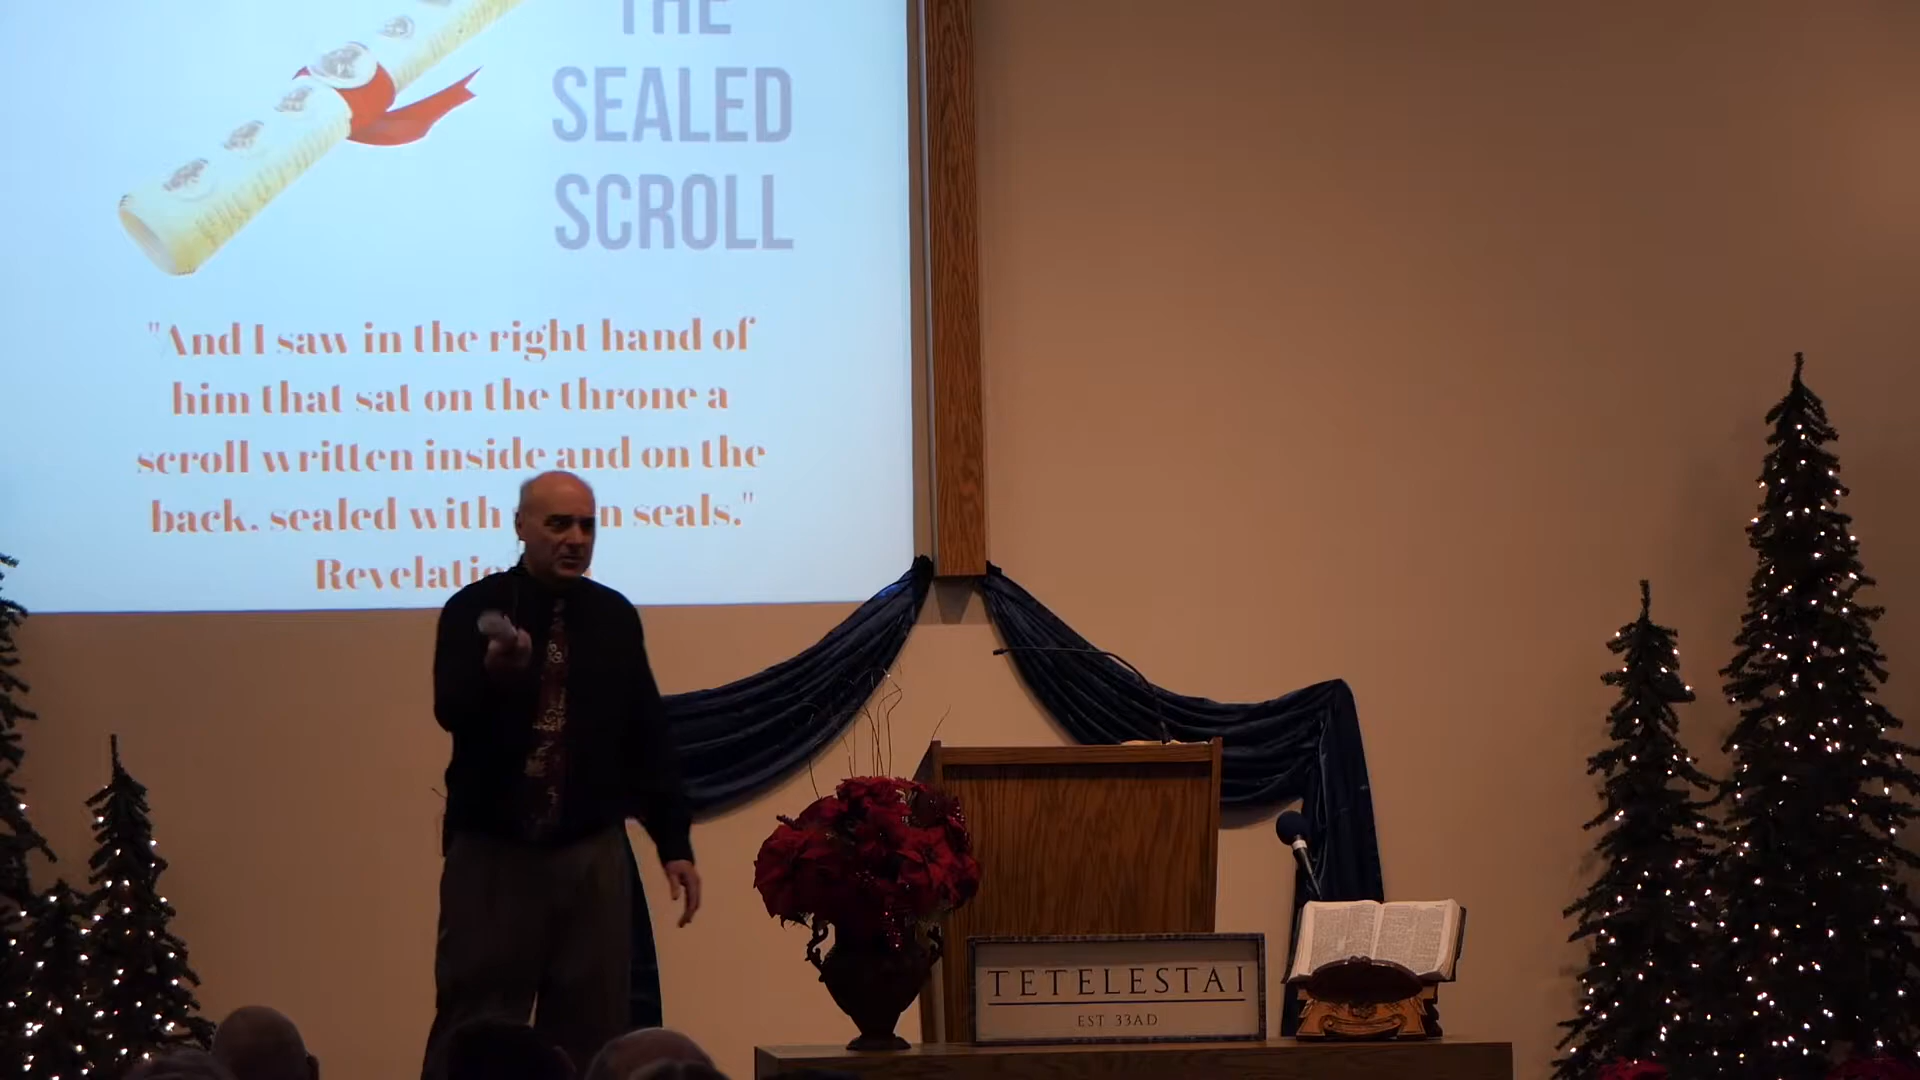 THE
SEALED
SCROLL
"And I saw in the right hand of
him that sat on the throne a
scroll written inside and on the
back. sealed with n seals."
Revelati
TETELESTAI
EST 33AD